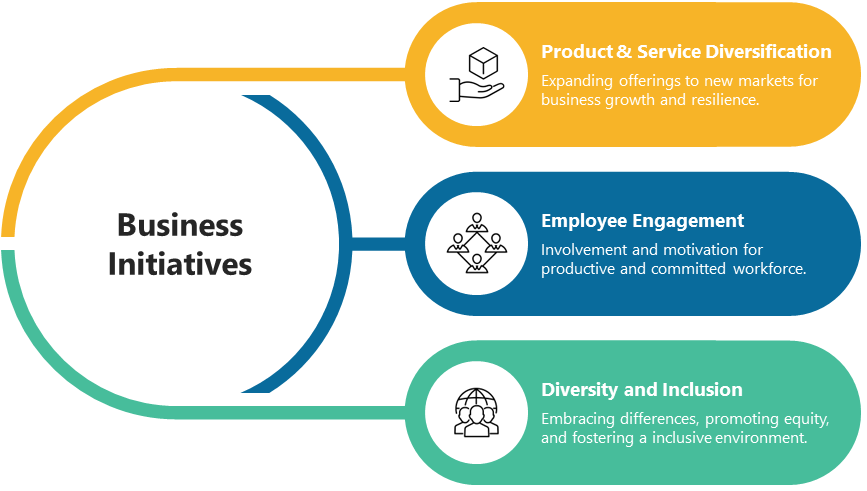 Business
Initiatives
Product & Service Diversification
Expanding offerings to new markets for
business growth and resilience.
Employee Engagement
Involvement and motivation for
productive and committed workforce.
Diversity and Inclusion
Embracing differences, promoting equity,
and fostering a inclusive environment.